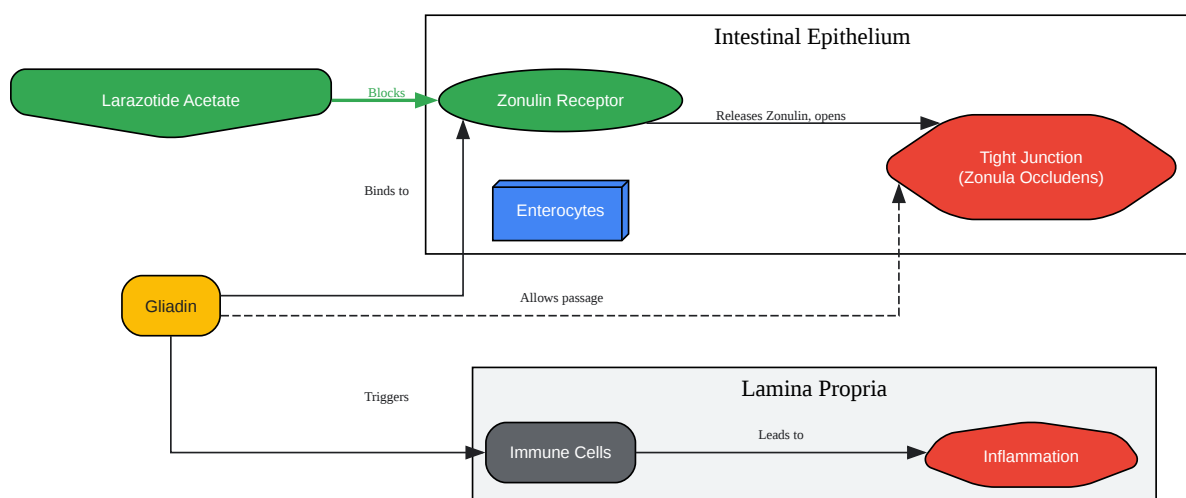 Intestinal Epithelium
Larazotide Acetate
Blocks
Zonulin Receptor
Releases Zonulin, opens
Tight Junction
(Zonula Occludens)
Binds to
Enterocytes
Gliadin
Allows passage
Lamina Propria
Triggers
Immune Cells
Leads to
Inflammation